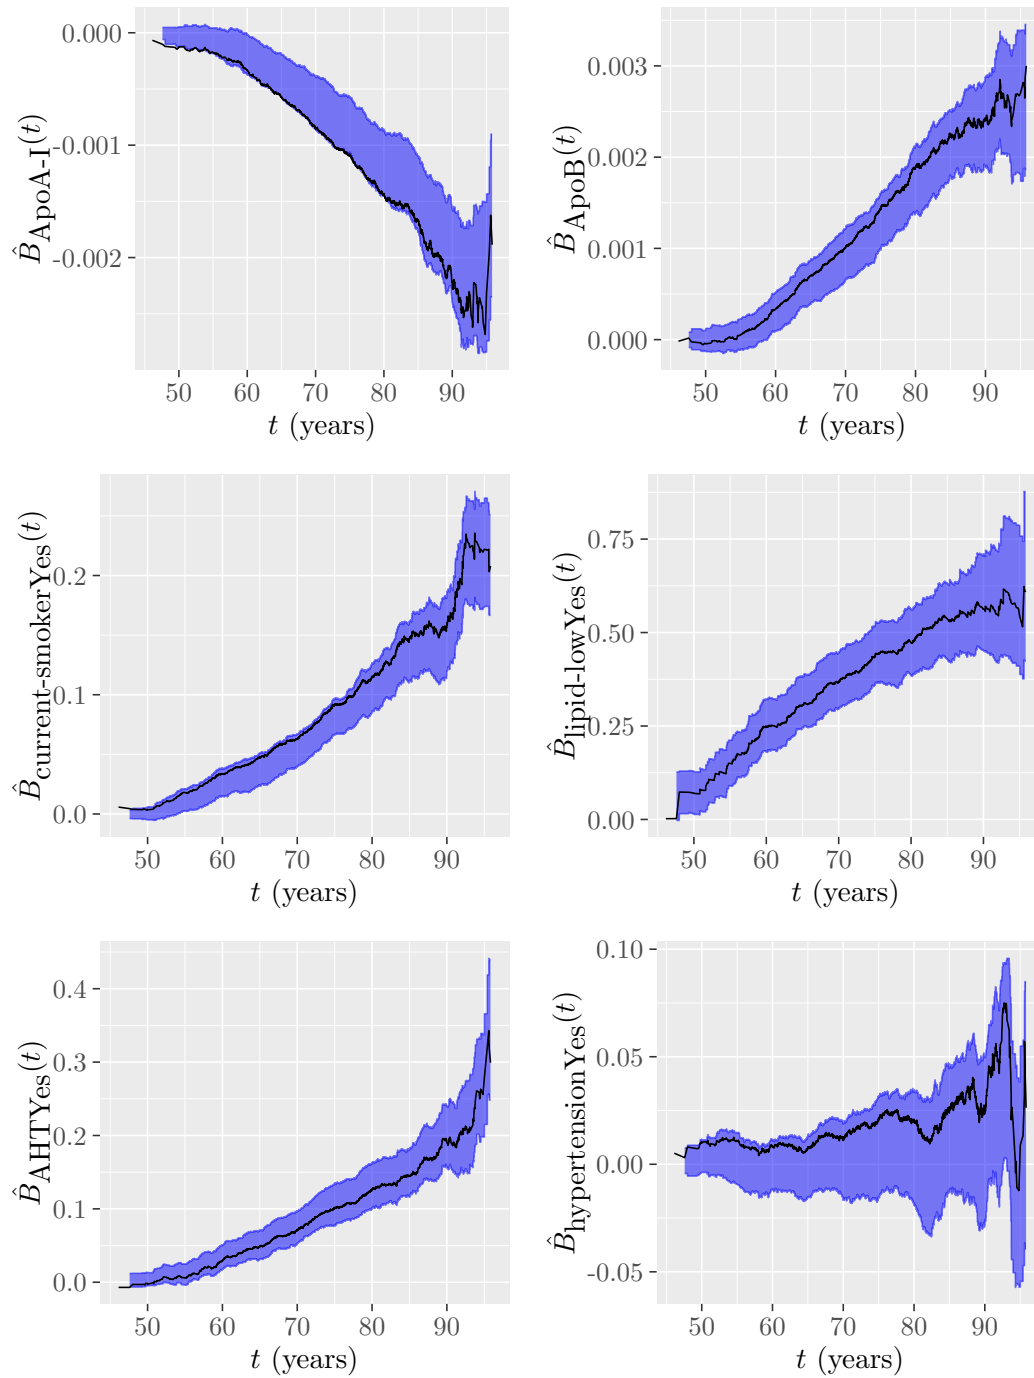 B̂ApoA-I(t)
0.000
-0.001
-0.002
50 60 70 80 90
t (years)
B̂ApoB(t)
0.003
0.002
0.001
0.000
50 60 70 80 90
t (years)
B̂current-smokerYes(t)
0.2
0.1
0.0
50 60 70 80 90
t (years)
B̂lipid-lowYes(t)
0.75
0.50
0.25
0.00
50 60 70 80 90
t (years)
B̂AHTYes(t)
0.4
0.3
0.2
0.1
0.0
50 60 70 80 90
t (years)
B̂hypertensionYes(t)
0.10
0.05
0.00
-0.05
50 60 70 80 90
t (years)